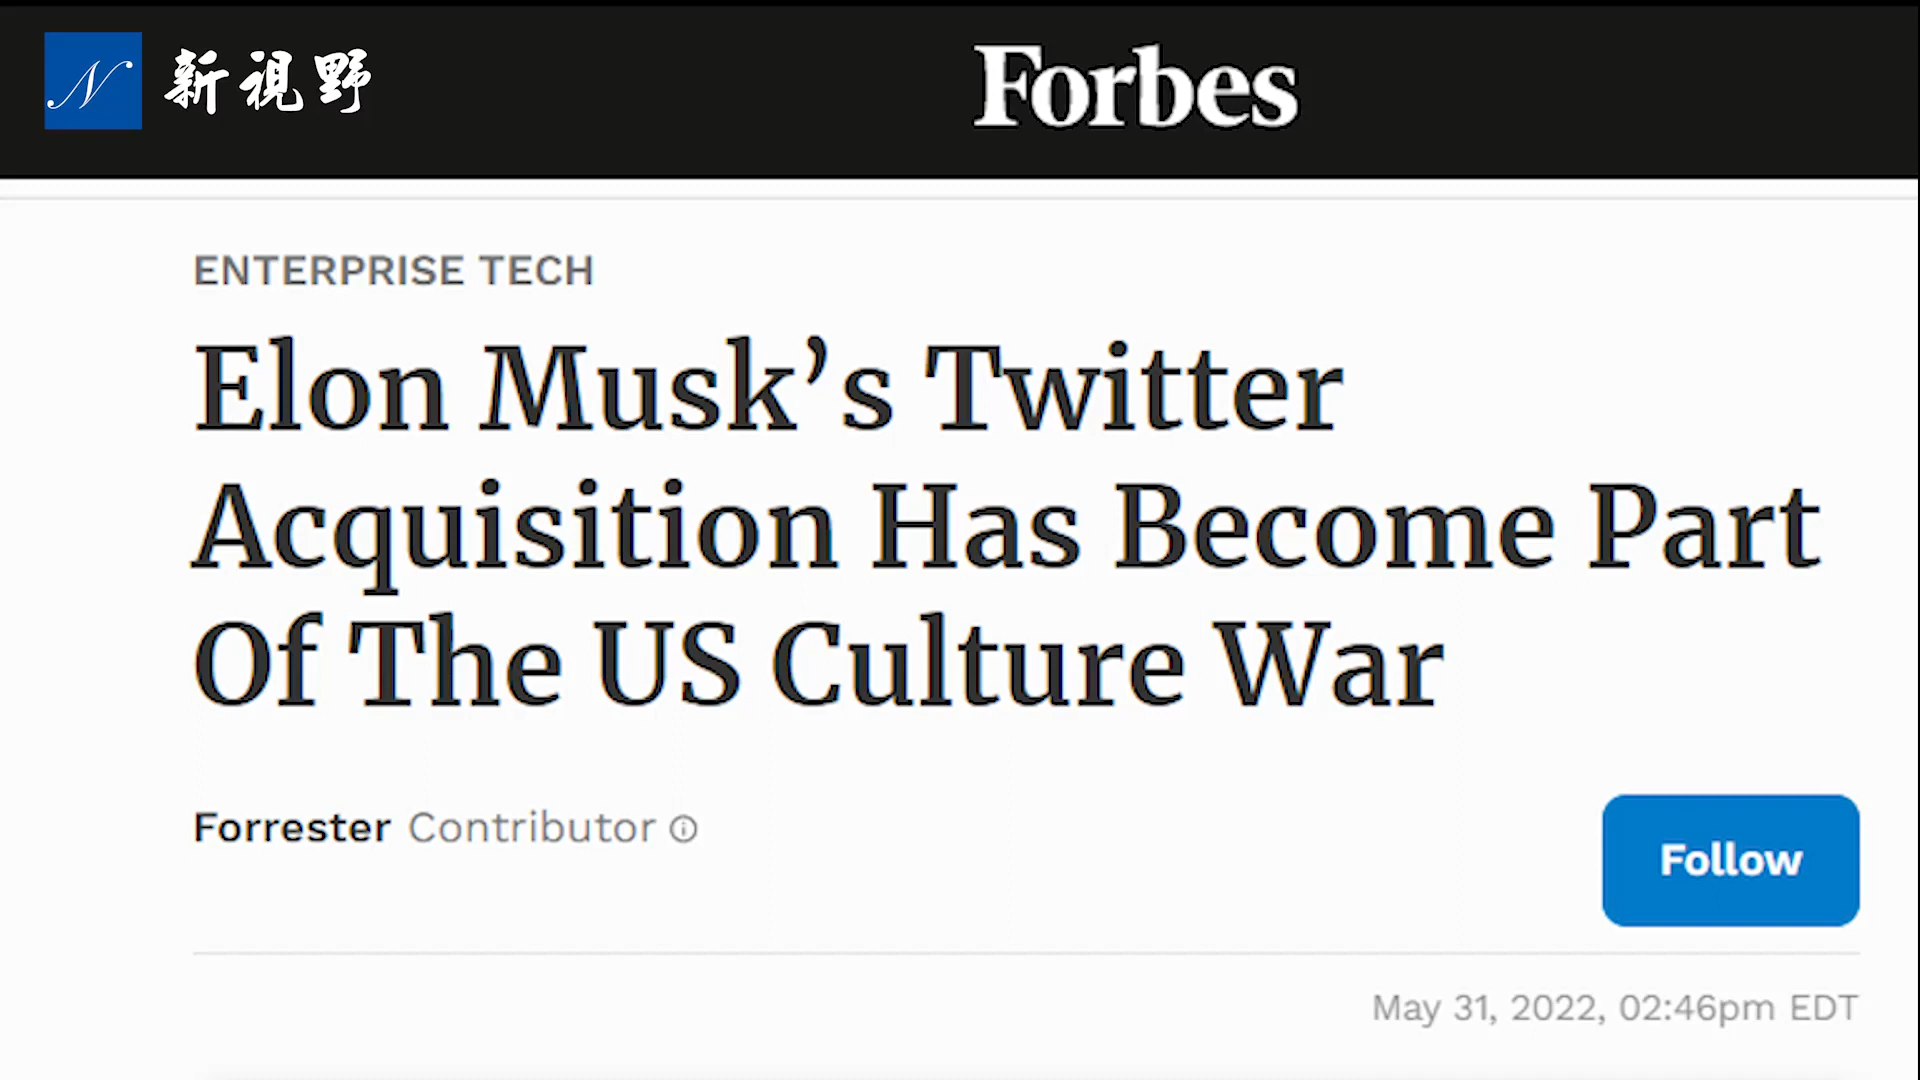 N 新視野
Forbes
ENTERPRISE TECH
Elon Musk’s Twitter
Acquisition Has Become Part
Of The US Culture War
Forrester Contributor
Follow
May 31, 2022, 02:46pm EDT